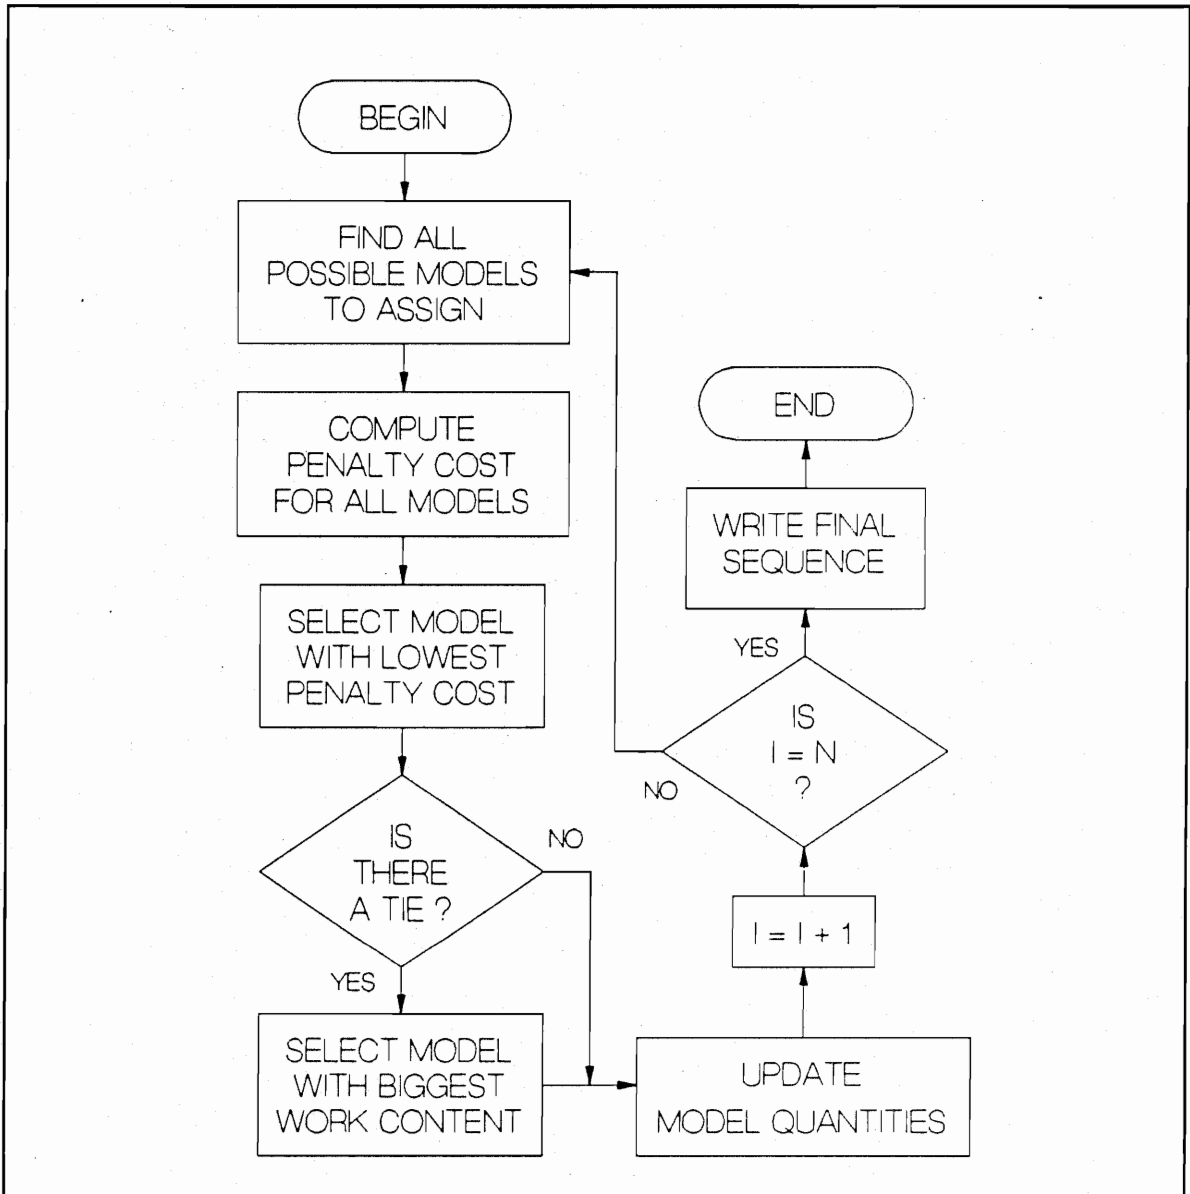 BEGIN
FIND ALL
POSSIBLE MODELS
TO ASSIGN
COMPUTE
PENALTY COST
FOR ALL MODELS
SELECT MODEL
WITH LOWEST
PENALTY COST
IS
THERE
A TIE ?
NO
YES
SELECT MODEL
WITH BIGGEST
WORK CONTENT
UPDATE
MODEL QUANTITIES
I = I + 1
IS
I = N
?
NO
YES
WRITE FINAL
SEQUENCE
END